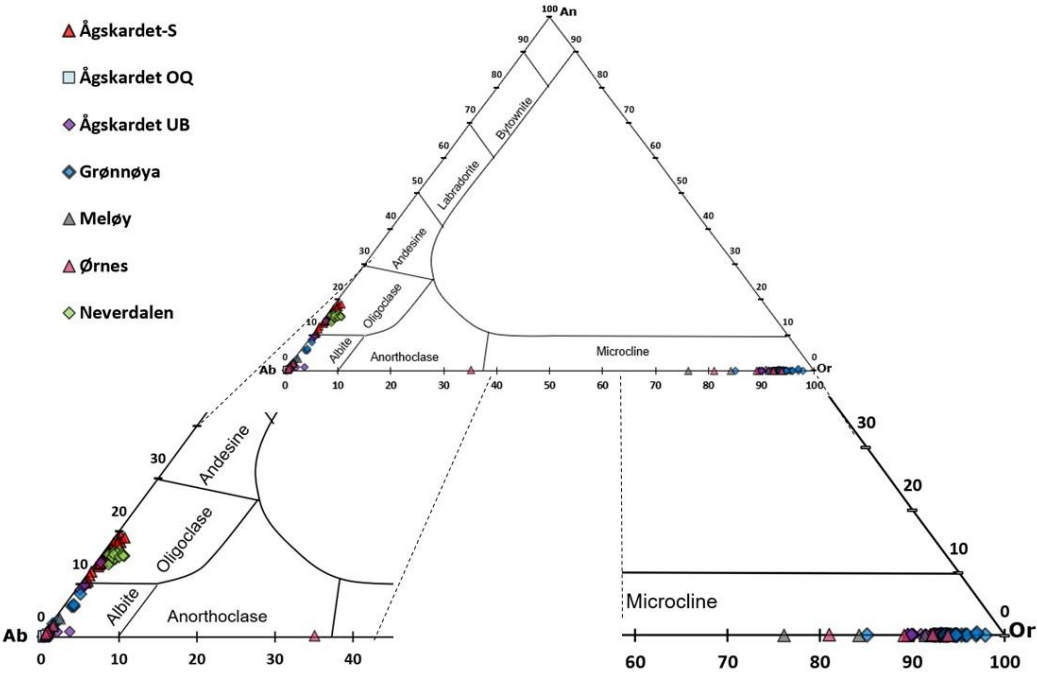 Ågskardet-S
Ågskardet OQ
Ågskardet UB
Grønnøya
Meløy
Ørnes
Neverdalen
100 An
90 90
80 80
Bytownite
70 70
60 60
Labradorite
50 50
40 40
Andesine
30 30
20 20
Oligoclase
10 10
Albite
Anorthoclase
Microcline
0 0
Ab Or
0 10 20 30 40 50 60 70 80 90 100
Andesine
30
20
Oligoclase
10
Albite
Anorthoclase
0
Ab
0 10 20 30 40
30
20
10
Microcline
0
Or
60 70 80 90 100